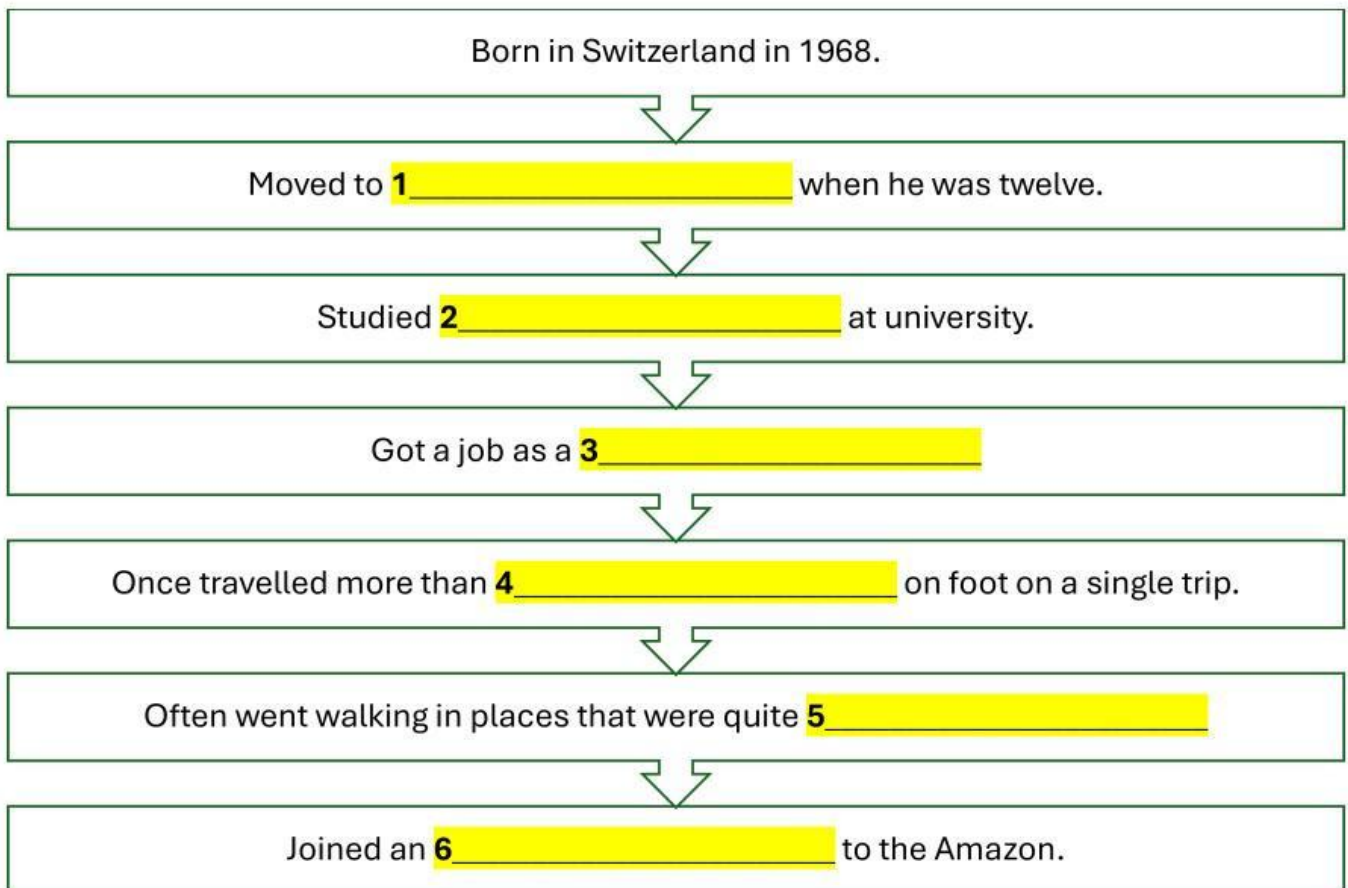 Born in Switzerland in 1968.
Moved to 1____________________ when he was twelve.
Studied 2____________________ at university.
Got a job as a 3____________________
Once travelled more than 4____________________ on foot on a single trip.
Often went walking in places that were quite 5____________________
Joined an 6____________________ to the Amazon.